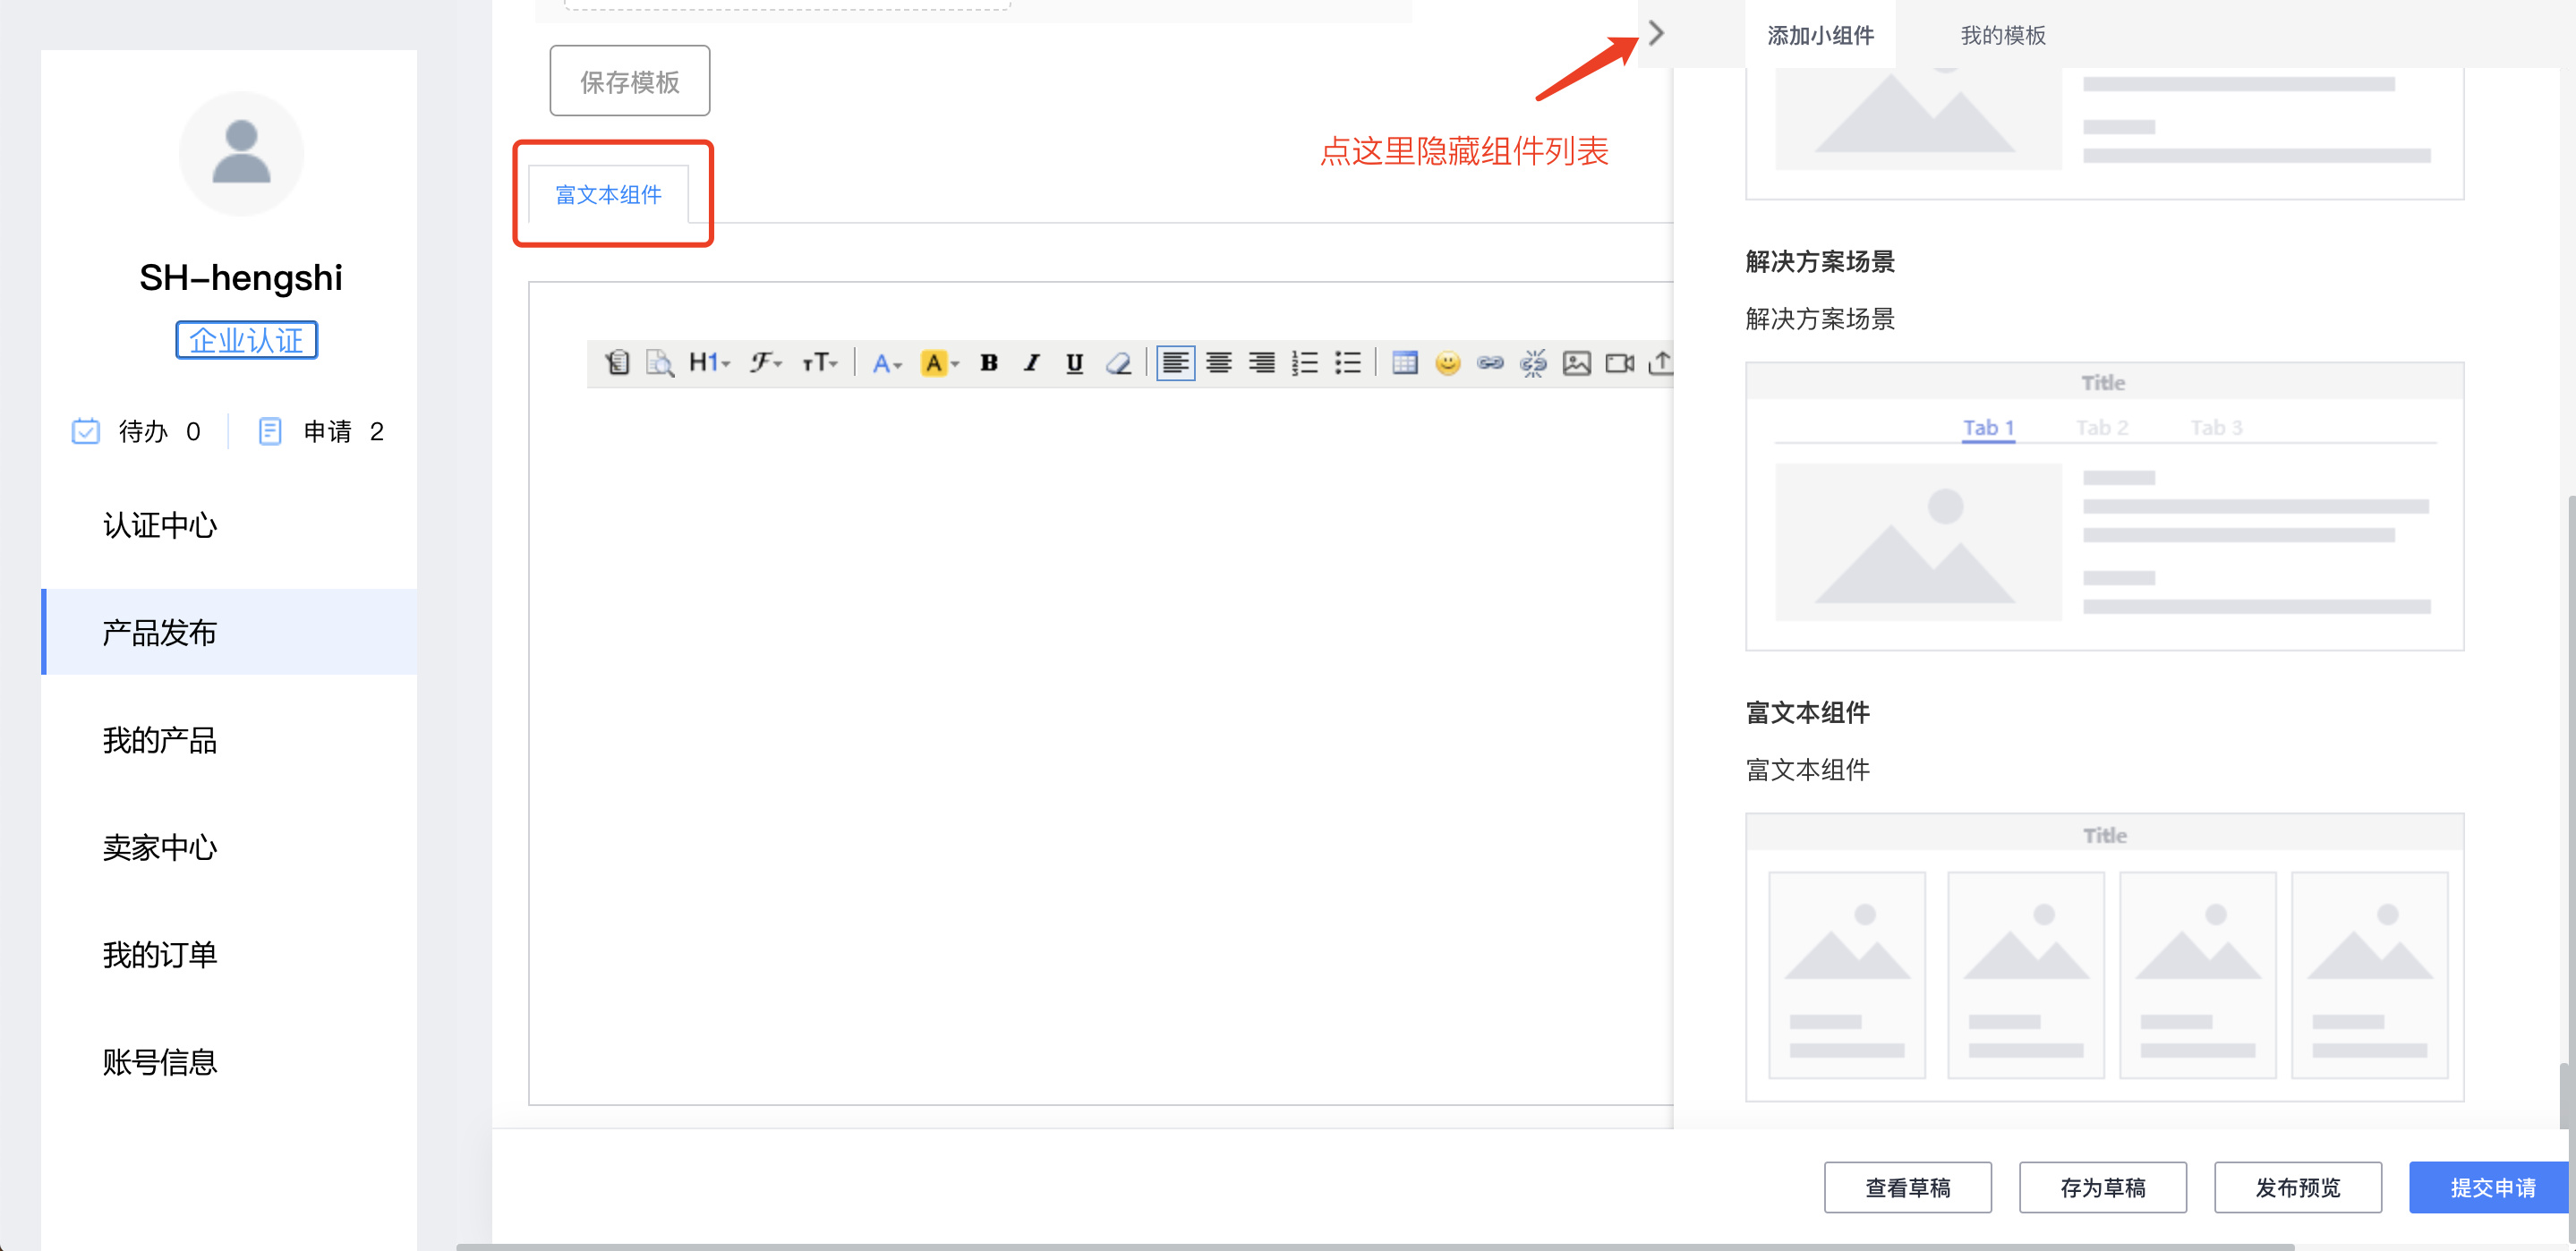 SH-hengshi
企业认证
待办 0
申请 2
认证中心
产品发布
我的产品
卖家中心
我的订单
账号信息
保存模板
富文本组件
点这里隐藏组件列表
H1 F TT A A B I U
添加小组件 我的模板
解决方案场景
解决方案场景
Title
Tab 1 Tab 2 Tab 3
富文本组件
富文本组件
Title
查看草稿 存为草稿 发布预览 提交申请